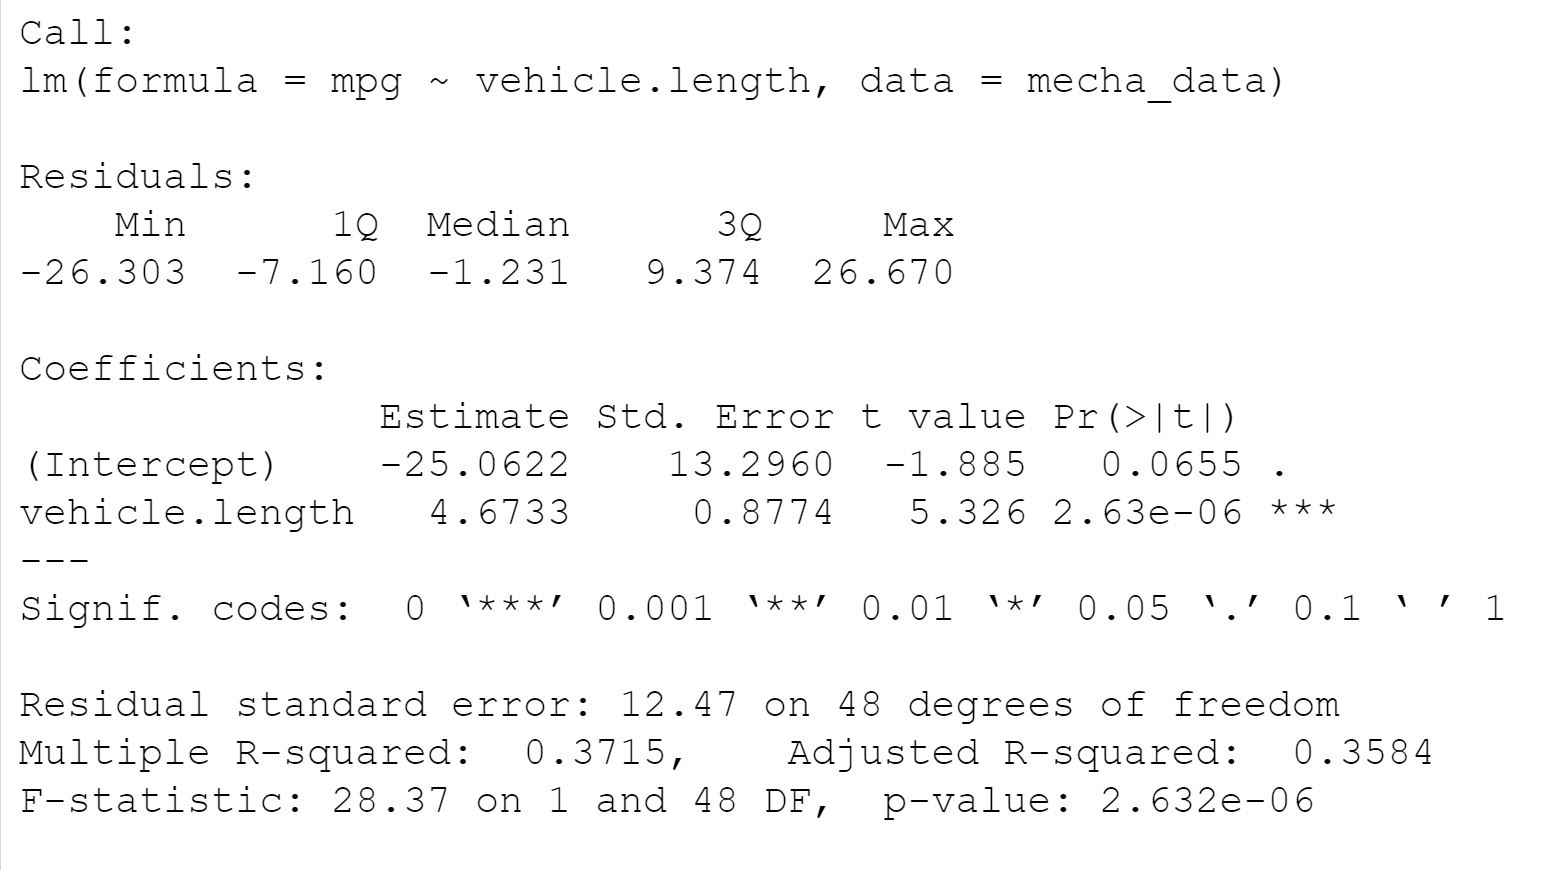 Call:
lm(formula = mpg ~ vehicle.length, data = mecha_data)
Residuals:
    Min      1Q  Median      3Q     Max
-26.303  -7.160  -1.231   9.374  26.670
Coefficients:
               Estimate Std. Error t value Pr(>|t|)
(Intercept)    -25.0622    13.2960  -1.885   0.0655 .
vehicle.length   4.6733     0.8774   5.326 2.63e-06 ***
---
Signif. codes:  0 ‘***’ 0.001 ‘**’ 0.01 ‘*’ 0.05 ‘.’ 0.1 ‘ ’ 1
Residual standard error: 12.47 on 48 degrees of freedom
Multiple R-squared:  0.3715,    Adjusted R-squared:  0.3584
F-statistic: 28.37 on 1 and 48 DF,  p-value: 2.632e-06